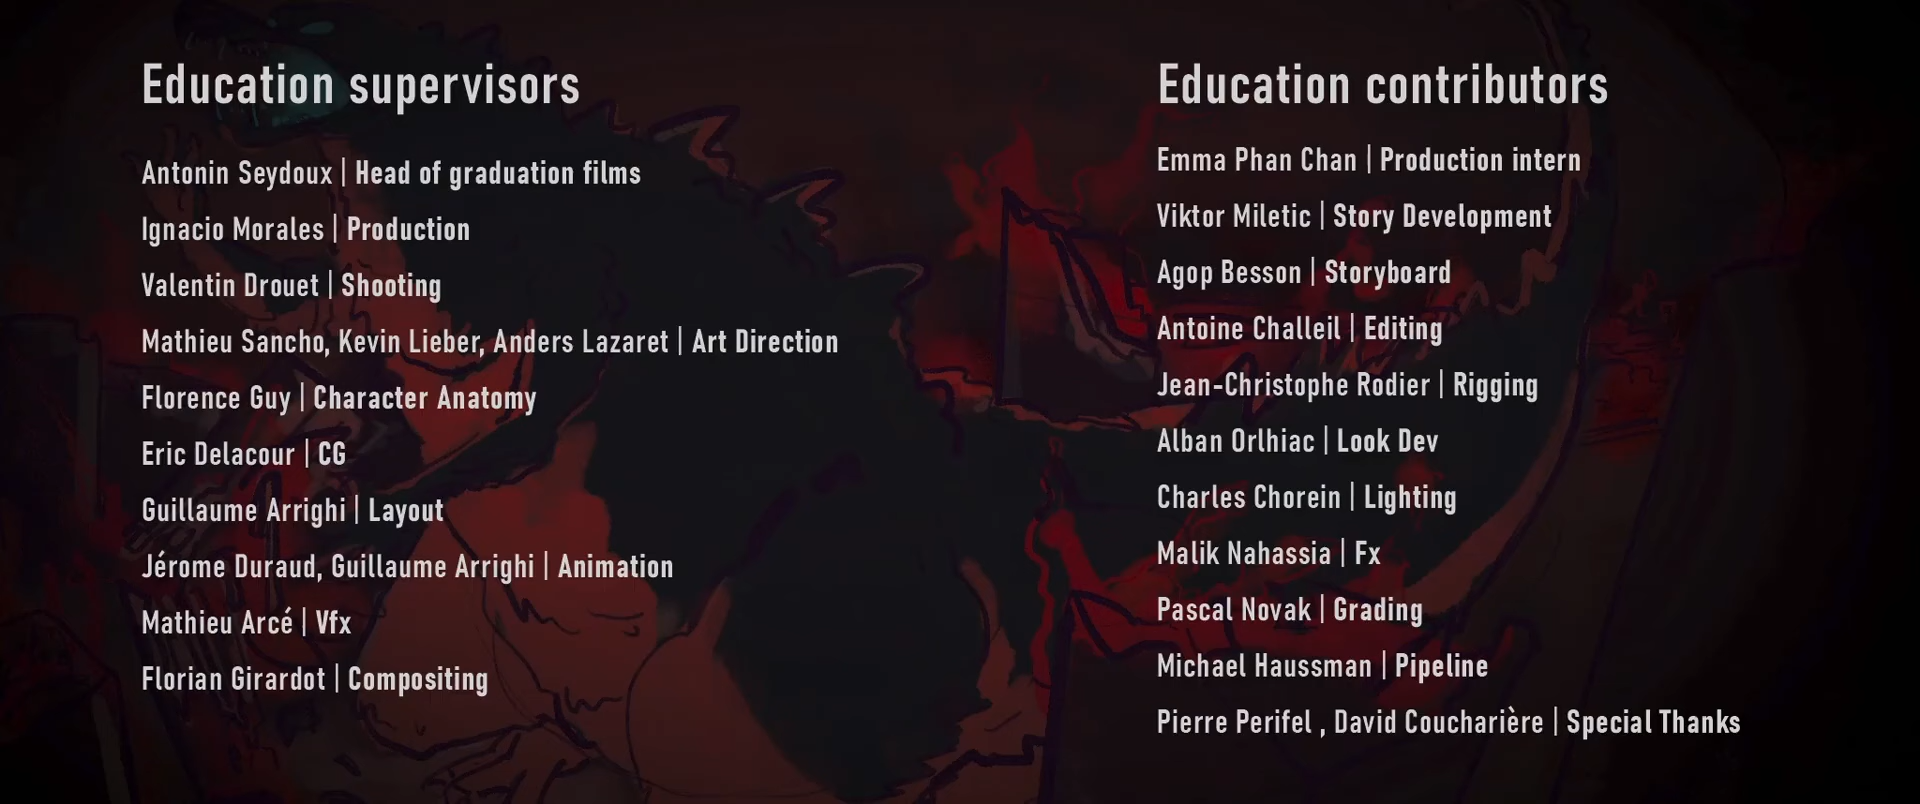 Education supervisors
Antonin Seydoux | Head of graduation films
Ignacio Morales | Production
Valentin Drouet | Shooting
Mathieu Sancho, Kevin Lieber, Anders Lazaret | Art Direction
Florence Guy | Character Anatomy
Eric Delacour | CG
Guillaume Arrighi | Layout
Jérome Duraud, Guillaume Arrighi | Animation
Mathieu Arcé | Vfx
Florian Girardot | Compositing
Education contributors
Emma Phan Chan | Production intern
Viktor Miletic | Story Development
Agop Besson | Storyboard
Antoine Challeil | Editing
Jean-Christophe Rodier | Rigging
Alban Orlhiac | Look Dev
Charles Chorein | Lighting
Malik Nahassia | Fx
Pascal Novak | Grading
Michael Haussman | Pipeline
Pierre Perifel , David Coucharière | Special Thanks